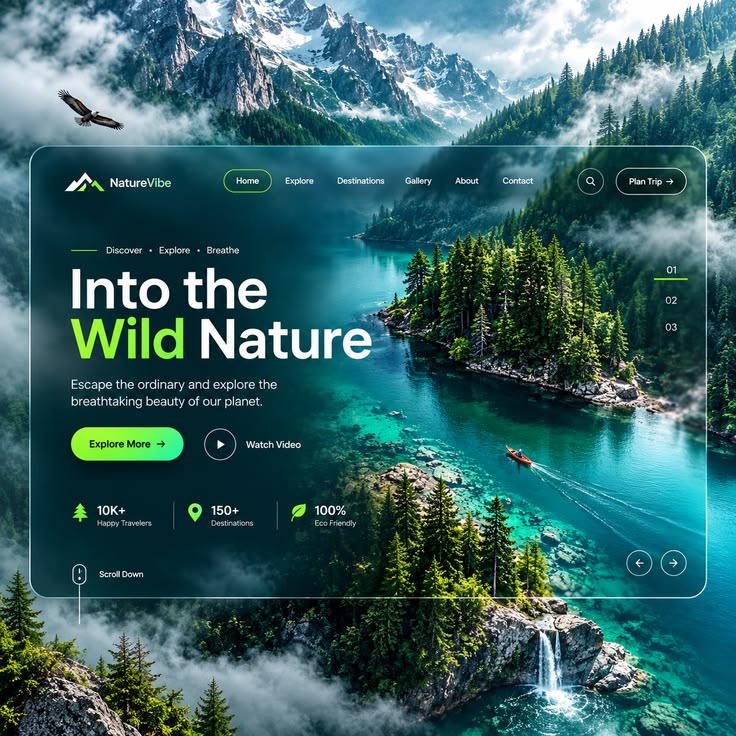 NatureVibe
Home
Explore
Destinations
Gallery
About
Contact
Plan Trip →
Discover • Explore • Breathe
Into the
Wild Nature
Escape the ordinary and explore the
breathtaking beauty of our planet.
Explore More →
Watch Video
10K+
Happy Travelers
150+
Destinations
100%
Eco Friendly
Scroll Down
01
02
03